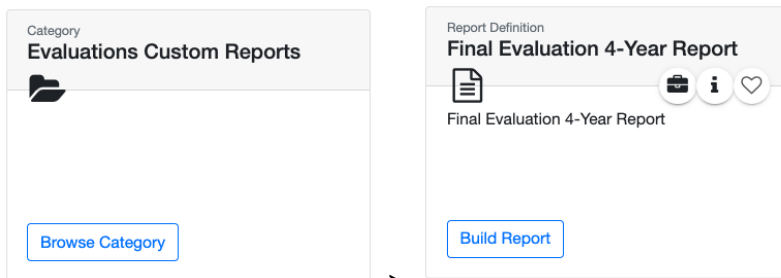 Category
Evaluations Custom Reports
Browse Category
Report Definition
Final Evaluation 4-Year Report
Final Evaluation 4-Year Report
Build Report